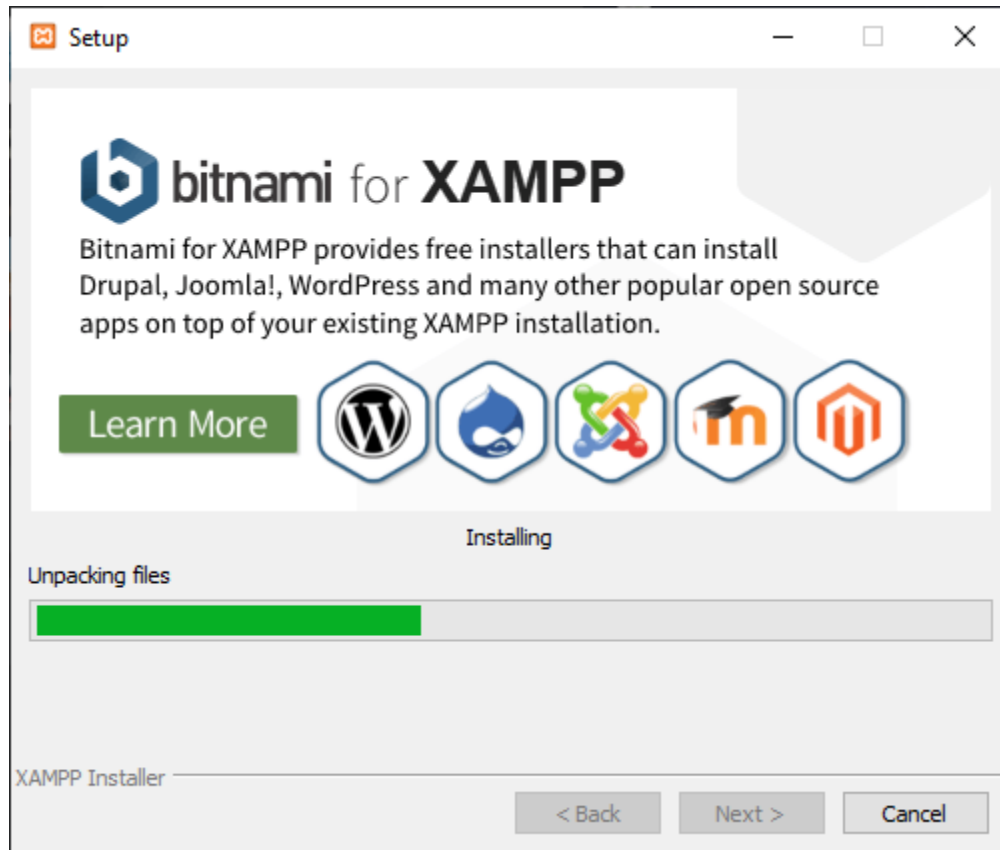 Setup
bitnami for XAMPP
Bitnami for XAMPP provides free installers that can install
Drupal, Joomla!, WordPress and many other popular open source
apps on top of your existing XAMPP installation.
Learn More
Installing
Unpacking files
XAMPP Installer
< Back
Next >
Cancel